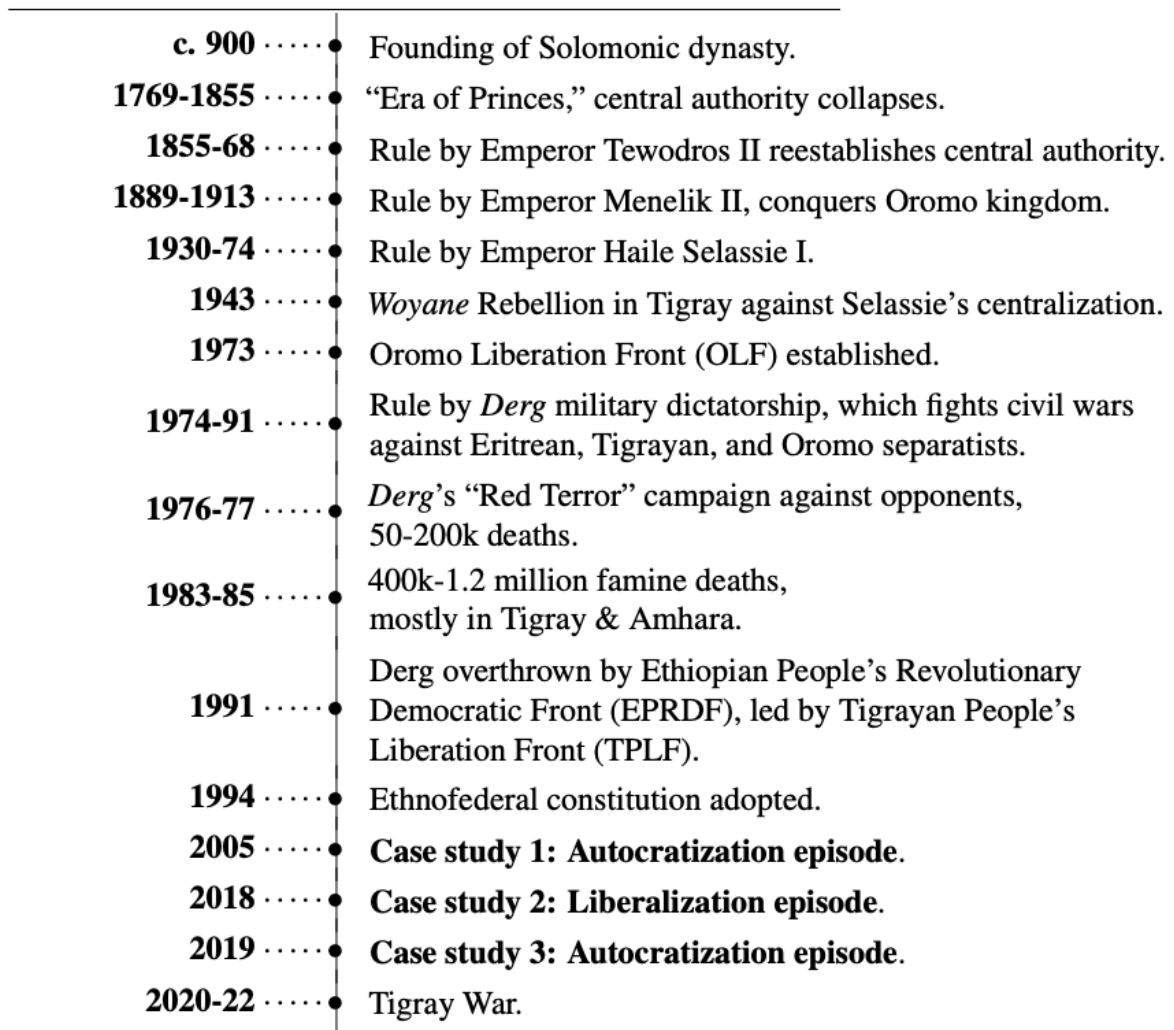 c. 900 ····· Founding of Solomonic dynasty.
1769-1855 ····· “Era of Princes,” central authority collapses.
1855-68 ····· Rule by Emperor Tewodros II reestablishes central authority.
1889-1913 ····· Rule by Emperor Menelik II, conquers Oromo kingdom.
1930-74 ····· Rule by Emperor Haile Selassie I.
1943 ····· Woyane Rebellion in Tigray against Selassie’s centralization.
1973 ····· Oromo Liberation Front (OLF) established.
1974-91 ····· Rule by Derg military dictatorship, which fights civil wars
against Eritrean, Tigrayan, and Oromo separatists.
1976-77 ····· Derg’s “Red Terror” campaign against opponents,
50-200k deaths.
1983-85 ····· 400k-1.2 million famine deaths,
mostly in Tigray & Amhara.
Derg overthrown by Ethiopian People’s Revolutionary
1991 ····· Democratic Front (EPRDF), led by Tigrayan People’s
Liberation Front (TPLF).
1994 ····· Ethnofederal constitution adopted.
2005 ····· Case study 1: Autocratization episode.
2018 ····· Case study 2: Liberalization episode.
2019 ····· Case study 3: Autocratization episode.
2020-22 ····· Tigray War.